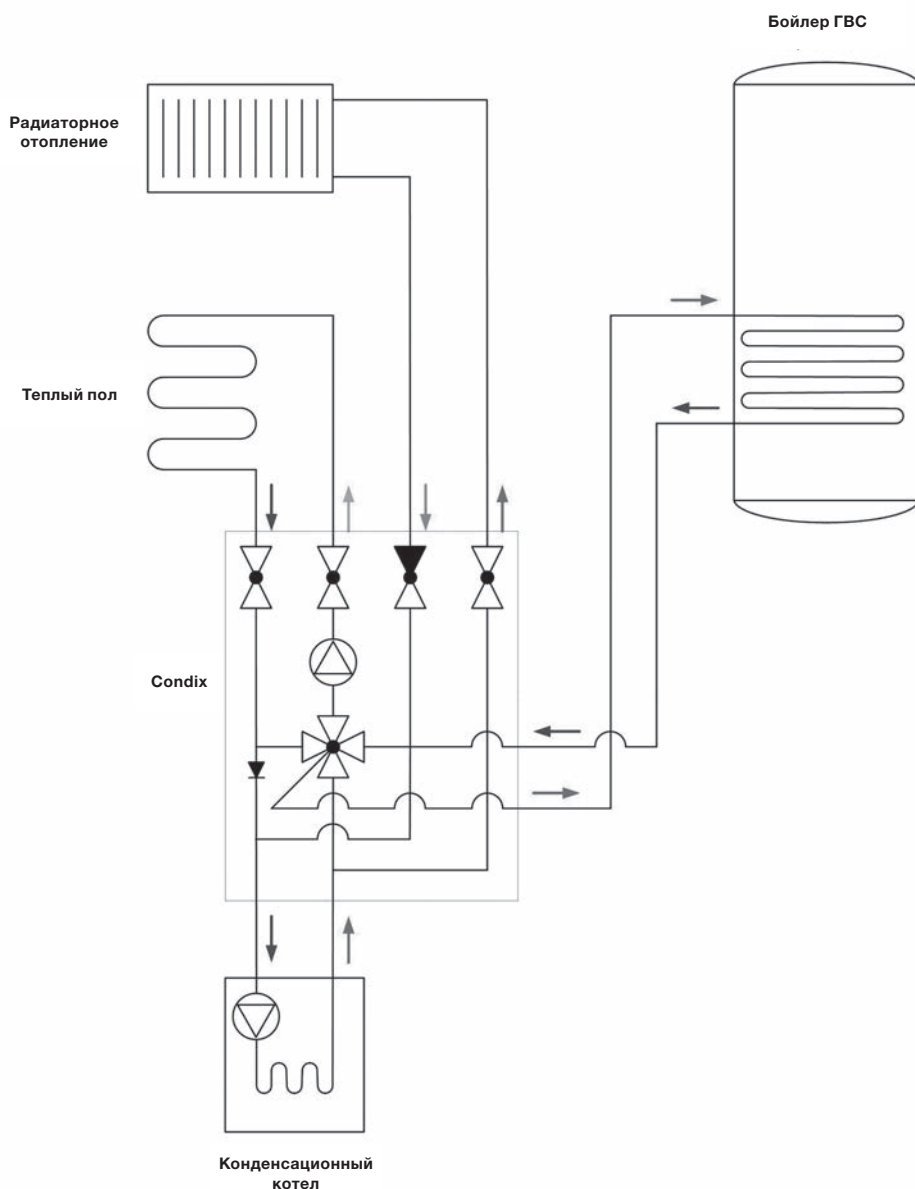 Бойлер ГВС
Радиаторное
отопление
Теплый пол
Condix
Конденсационный
котел